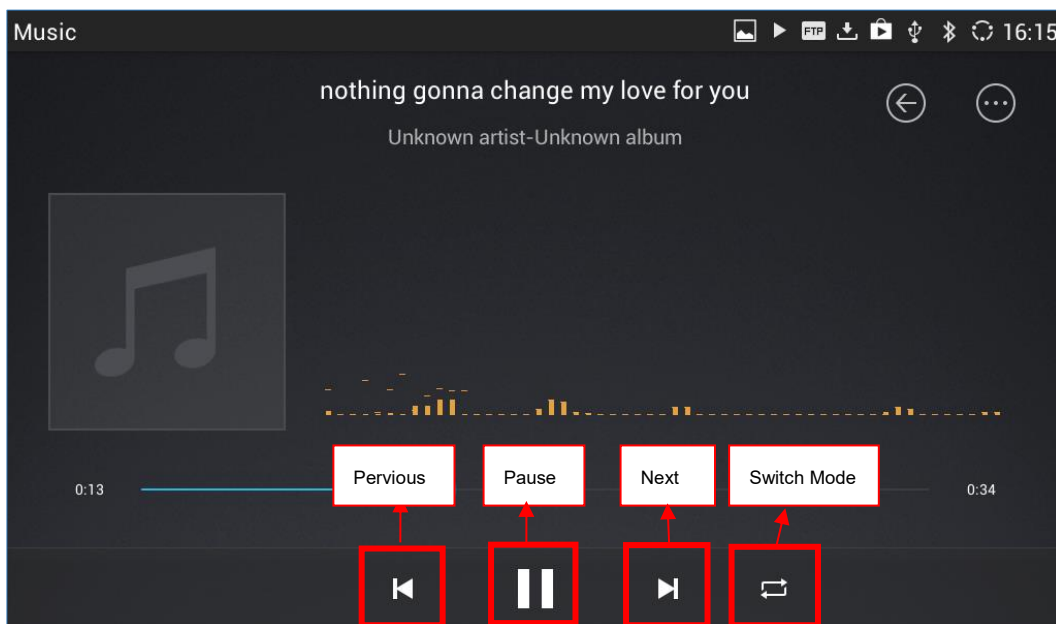 Music FTP 16:15
nothing gonna change my love for you
Unknown artist-Unknown album
Pervious Pause Next Switch Mode
0:13 0:34